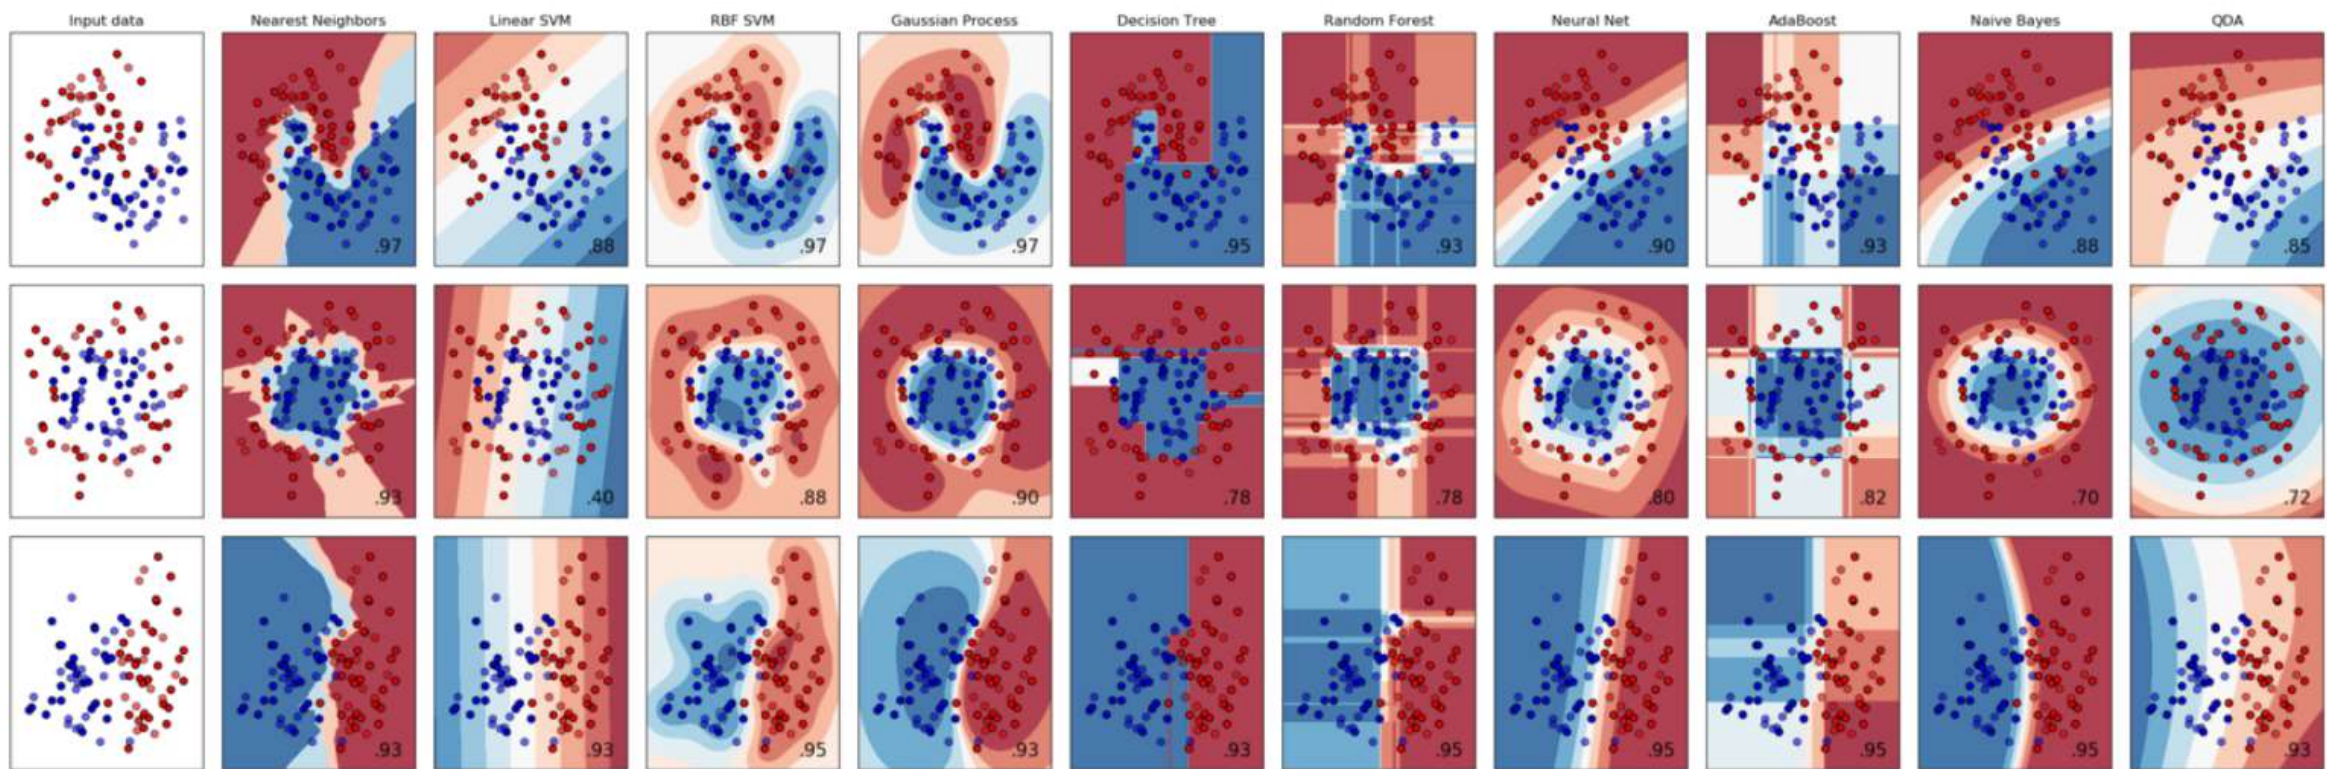 Input data Nearest Neighbors Linear SVM RBF SVM Gaussian Process Decision Tree Random Forest Neural Net AdaBoost Naive Bayes QDA
.97 .88 .97 .97 .95 .93 .90 .93 .88 .85
.93 .40 .88 .90 .78 .78 .80 .82 .70 .72
.93 .93 .95 .93 .93 .95 .95 .95 .95 .93